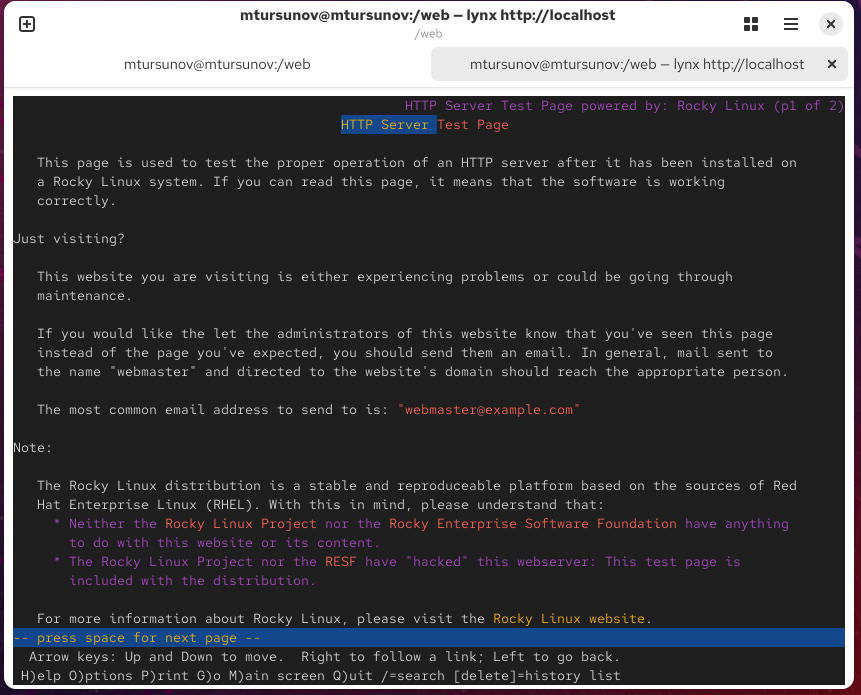 mtursunov@mtursunov:/web — lynx http://localhost
/web
mtursunov@mtursunov:/web
mtursunov@mtursunov:/web — lynx http://localhost
HTTP Server Test Page powered by: Rocky Linux (p1 of 2)
HTTP Server Test Page
This page is used to test the proper operation of an HTTP server after it has been installed on
a Rocky Linux system. If you can read this page, it means that the software is working
correctly.
Just visiting?
This website you are visiting is either experiencing problems or could be going through
maintenance.
If you would like the let the administrators of this website know that you've seen this page
instead of the page you've expected, you should send them an email. In general, mail sent to
the name "webmaster" and directed to the website's domain should reach the appropriate person.
The most common email address to send to is: "webmaster@example.com"
Note:
The Rocky Linux distribution is a stable and reproduceable platform based on the sources of Red
Hat Enterprise Linux (RHEL). With this in mind, please understand that:
* Neither the Rocky Linux Project nor the Rocky Enterprise Software Foundation have anything
to do with this website or its content.
* The Rocky Linux Project nor the RESF have "hacked" this webserver: This test page is
included with the distribution.
For more information about Rocky Linux, please visit the Rocky Linux website.
-- press space for next page --
Arrow keys: Up and Down to move.  Right to follow a link; Left to go back.
H)elp O)ptions P)rint G)o M)ain screen Q)uit /=search [delete]=history list